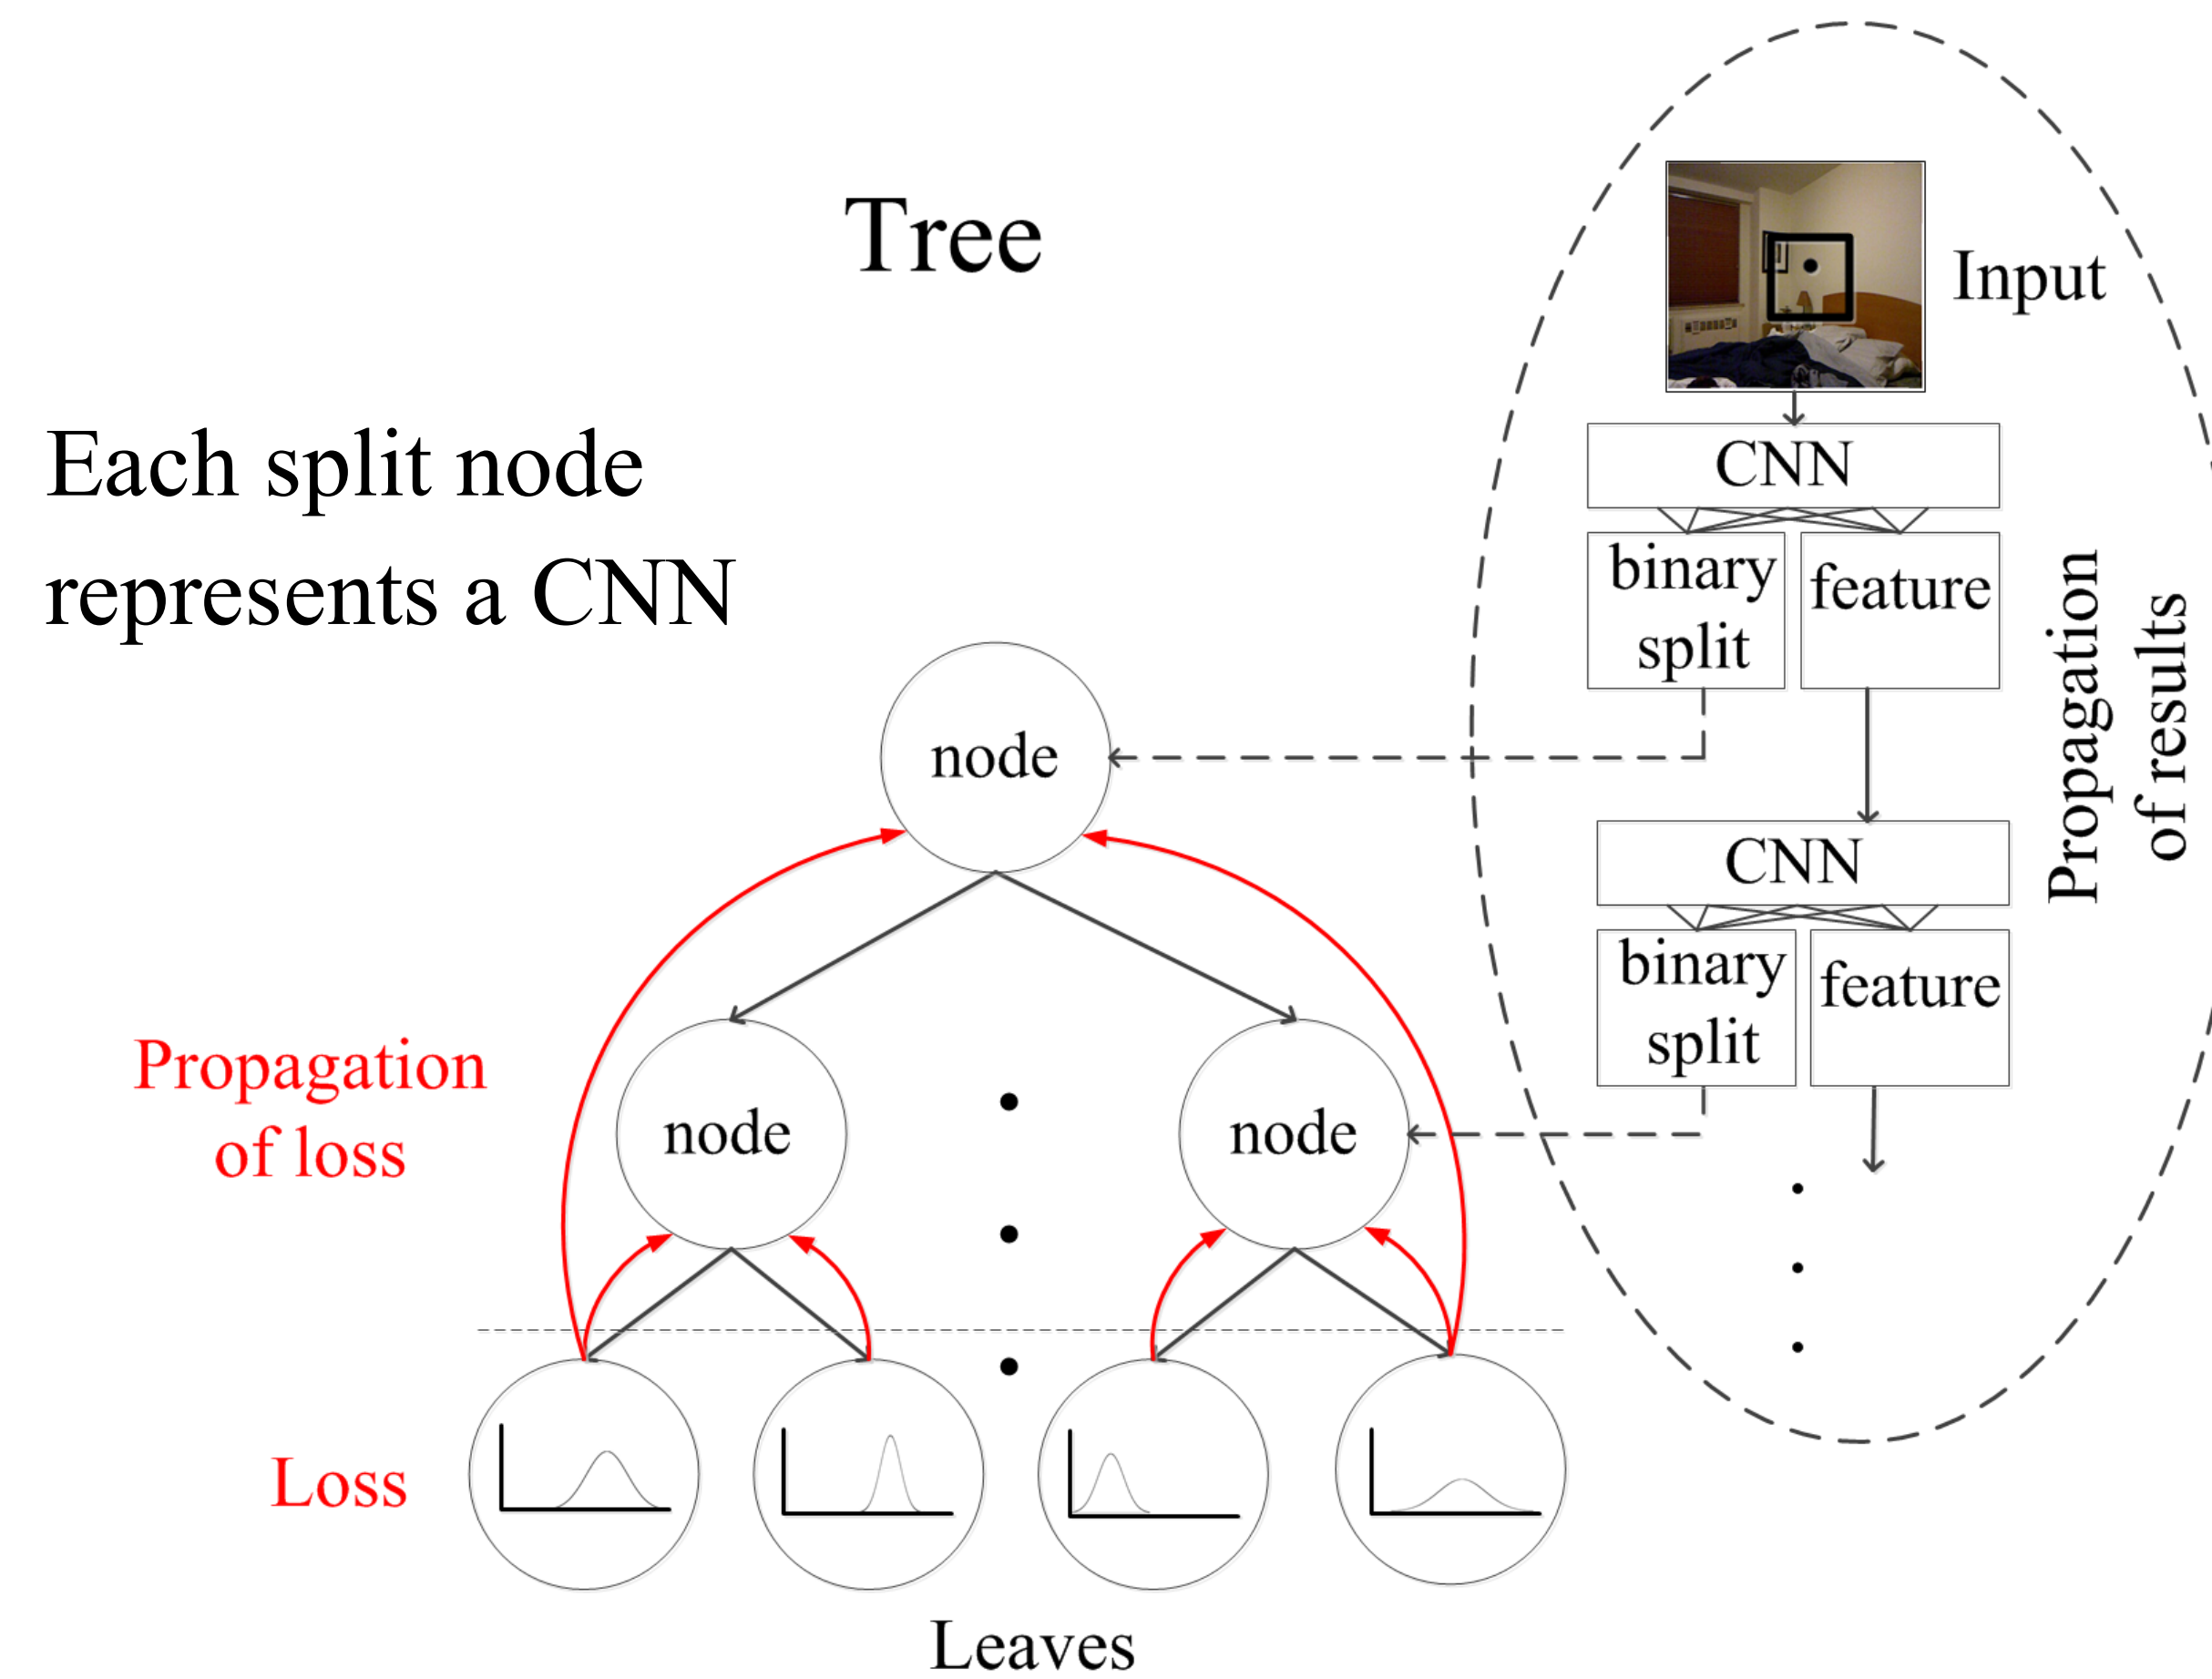 Tree
Input
Each split node
represents a CNN
CNN
binary
split
feature
Propagation
of results
node
CNN
binary
split
feature
Propagation
of loss
node
node
Loss
Leaves